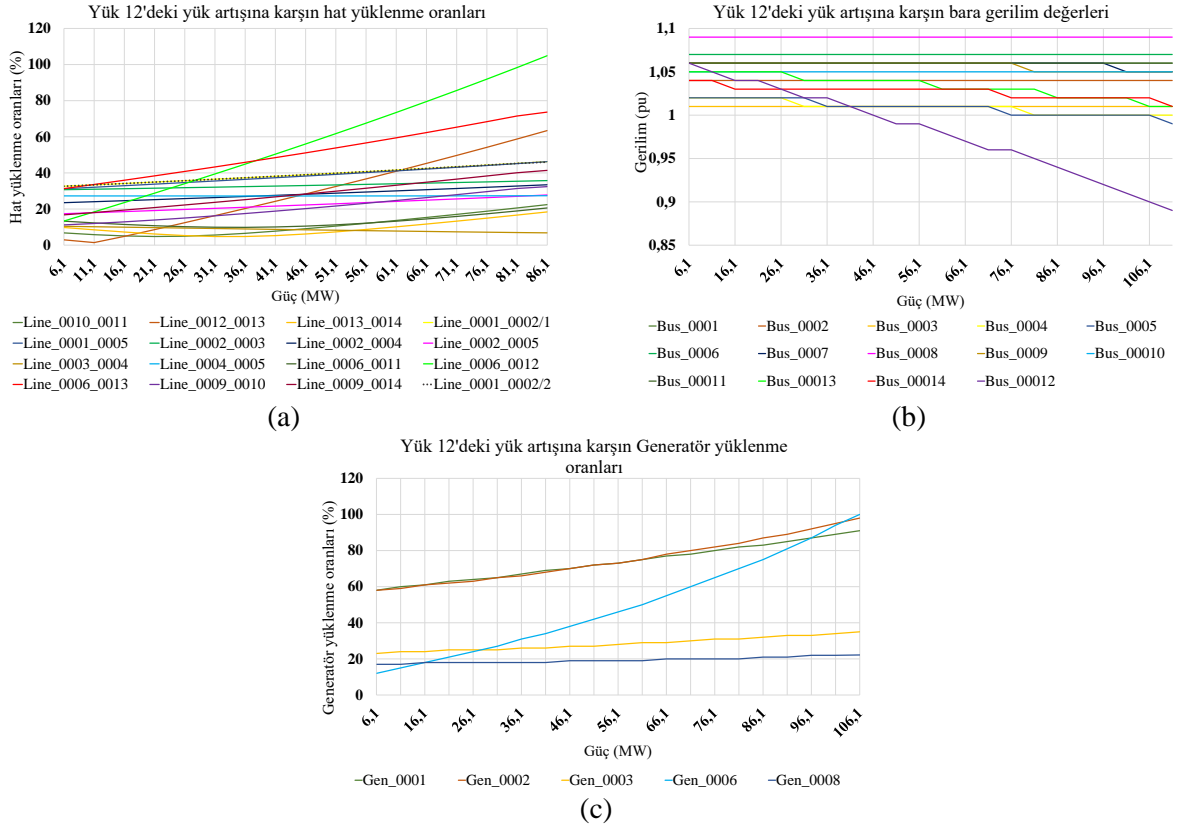 Yük 12'deki yük artışına karşın hat yüklenme oranları
Hat yüklenme oranları (%)
120
100
80
60
40
20
0
6,1 11,1 16,1 21,1 26,1 31,1 36,1 41,1 46,1 51,1 56,1 61,1 66,1 71,1 76,1 81,1 86,1
Güç (MW)
Line_0010_0011 Line_0012_0013 Line_0013_0014 Line_0001_0002/1
Line_0001_0005 Line_0002_0003 Line_0002_0004 Line_0002_0005
Line_0003_0004 Line_0004_0005 Line_0006_0011 Line_0006_0012
Line_0006_0013 Line_0009_0010 Line_0009_0014 Line_0001_0002/2
(a)
Yük 12'deki yük artışına karşın bara gerilim değerleri
Gerilim (pu)
1,1
1,05
1
0,95
0,9
0,85
6,1 16,1 26,1 36,1 46,1 56,1 66,1 76,1 86,1 96,1 106,1
Güç (MW)
Bus_0001 Bus_0002 Bus_0003 Bus_0004 Bus_0005
Bus_0006 Bus_0007 Bus_0008 Bus_0009 Bus_00010
Bus_00011 Bus_00013 Bus_00014 Bus_00012
(b)
Yük 12'deki yük artışına karşın Generatör yüklenme
oranları
Generatör yüklenme oranları (%)
120
100
80
60
40
20
0
6,1 16,1 26,1 36,1 46,1 56,1 66,1 76,1 86,1 96,1 106,1
Güç (MW)
Gen_0001 Gen_0002 Gen_0003 Gen_0006 Gen_0008
(c)